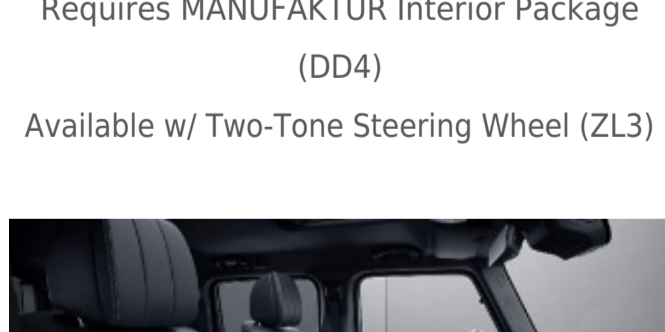 Requires MANUFAKTUR Interior Package
(DD4)
Available w/ Two-Tone Steering Wheel (ZL3)